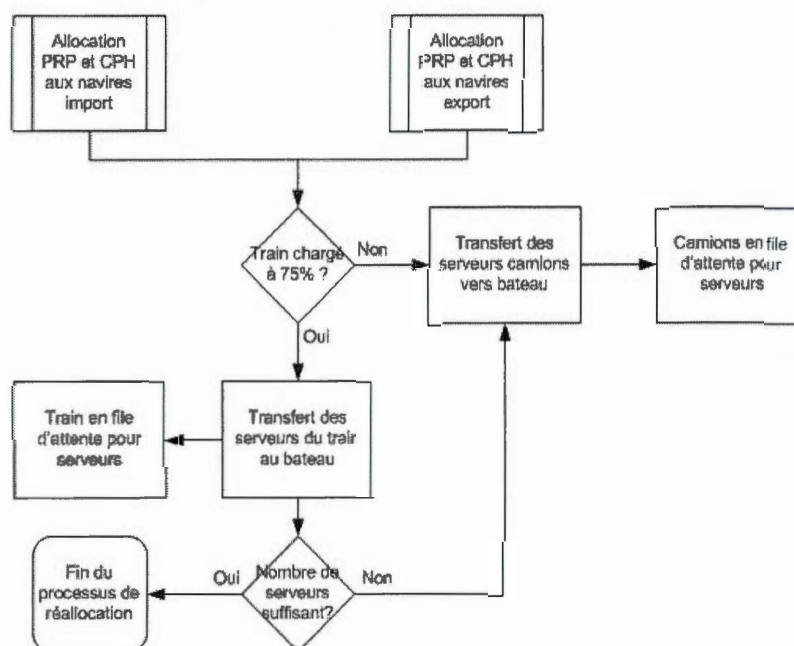 Allocation
PRP et CPH
aux navires
import
Allocation
PRP et CPH
aux navires
export
Train chargé
à 75% ?
Non
Transfert des
serveurs camions
vers bateau
Camions en file
d'attente pour
serveurs
Oui
Train en file
d'attente pour
serveurs
Transfert des
serveurs du train
au bateau
Fin du
processus de
réallocation
Oui
Nombre de
serveurs
suffisant?
Non